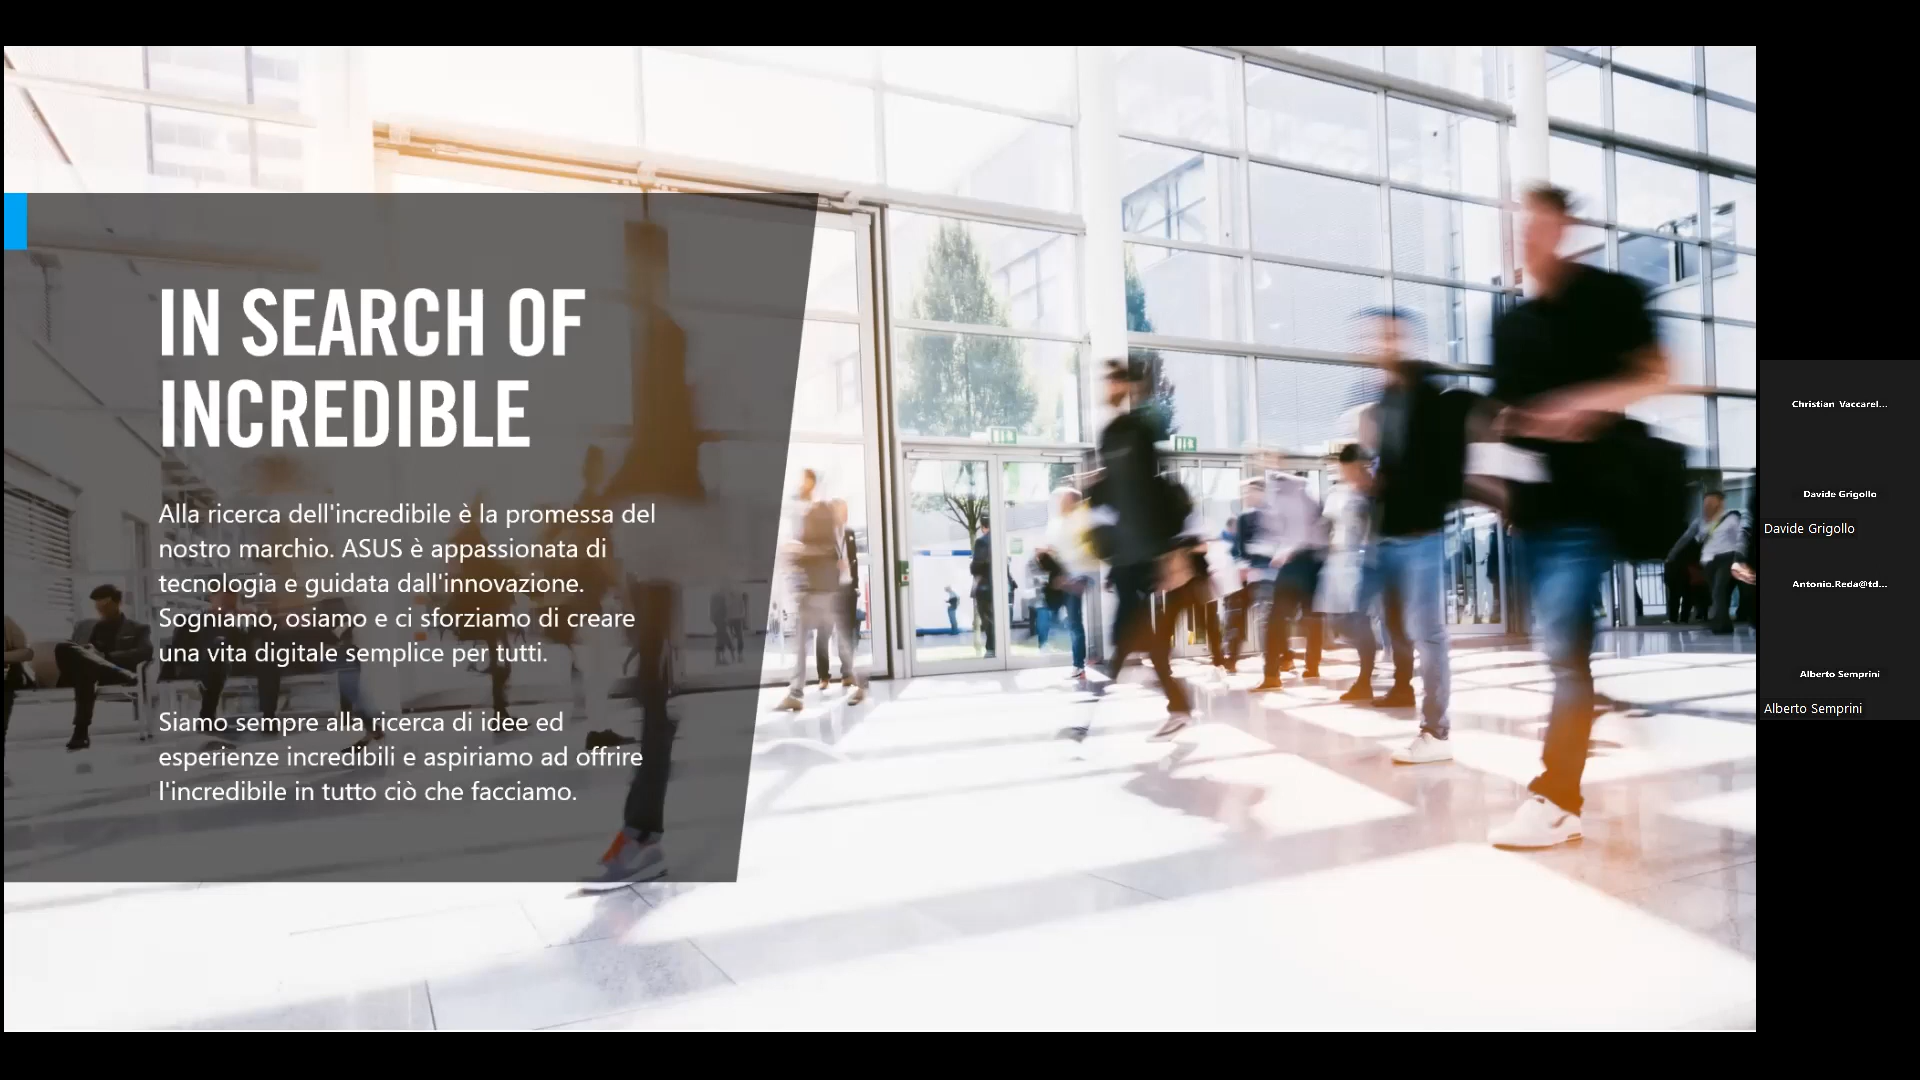 IN SEARCH OF
INCREDIBLE
Alla ricerca dell'incredibile è la promessa del
nostro marchio. ASUS è appassionata di
tecnologia e guidata dall'innovazione.
Sogniamo, osiamo e ci sforziamo di creare
una vita digitale semplice per tutti.
Siamo sempre alla ricerca di idee ed
esperienze incredibili e aspiriamo ad offrire
l'incredibile in tutto ciò che facciamo.
Christian Vaccarel...
Davide Grigollo
Davide Grigollo
Antonio.Reda@td...
Alberto Semprini
Alberto Semprini